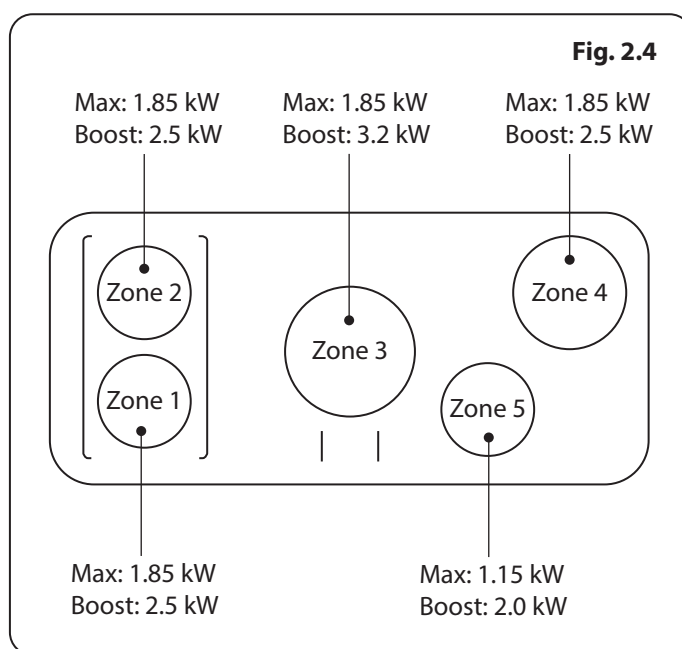 Fig. 2.4
Max: 1.85 kW
Boost: 2.5 kW
Max: 1.85 kW
Boost: 3.2 kW
Max: 1.85 kW
Boost: 2.5 kW
Zone 2
Zone 4
Zone 3
Zone 1
Zone 5
Max: 1.85 kW
Boost: 2.5 kW
Max: 1.15 kW
Boost: 2.0 kW